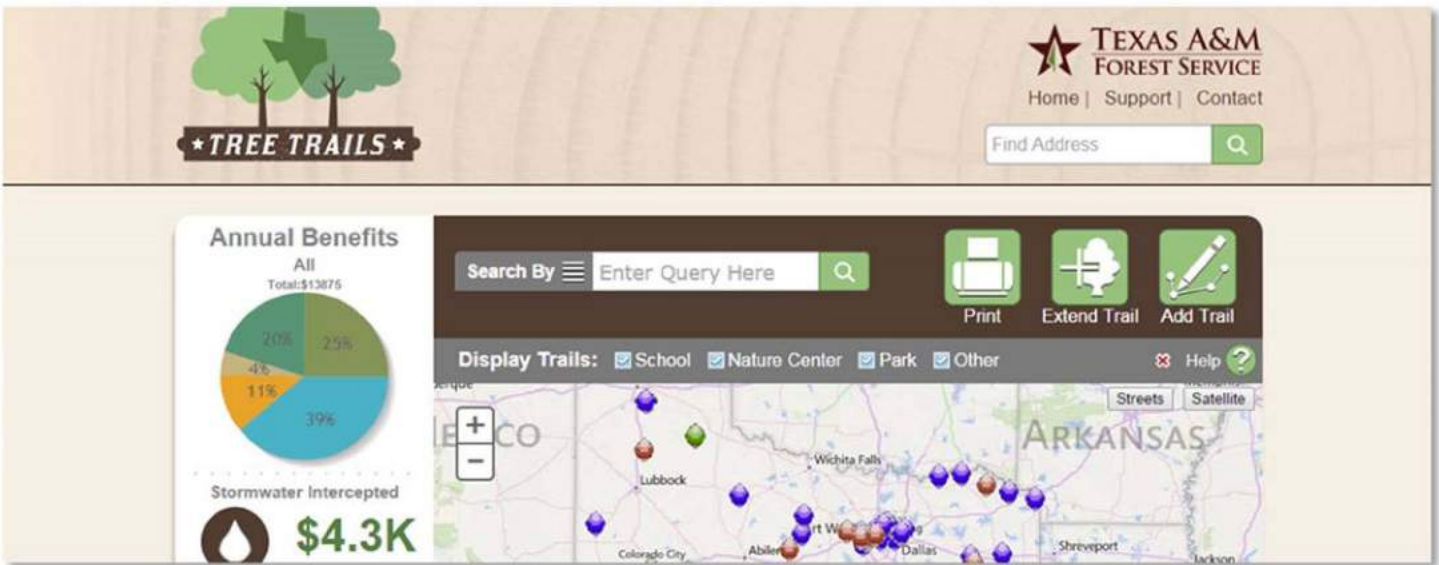 TEXAS A&M
FOREST SERVICE
Home | Support | Contact
TREE TRAILS
Find Address
Annual Benefits
All
Total:$13875
20%
25%
4%
11%
39%
Stormwater Intercepted
$4.3K
Search By
Enter Query Here
Print
Extend Trail
Add Trail
Display Trails: School Nature Center Park Other
Help ?
Streets
Satellite
+
-
ARKANSAS
Wichita Falls
Lubbock
Colorado City
Dallas
Shreveport
Jackson